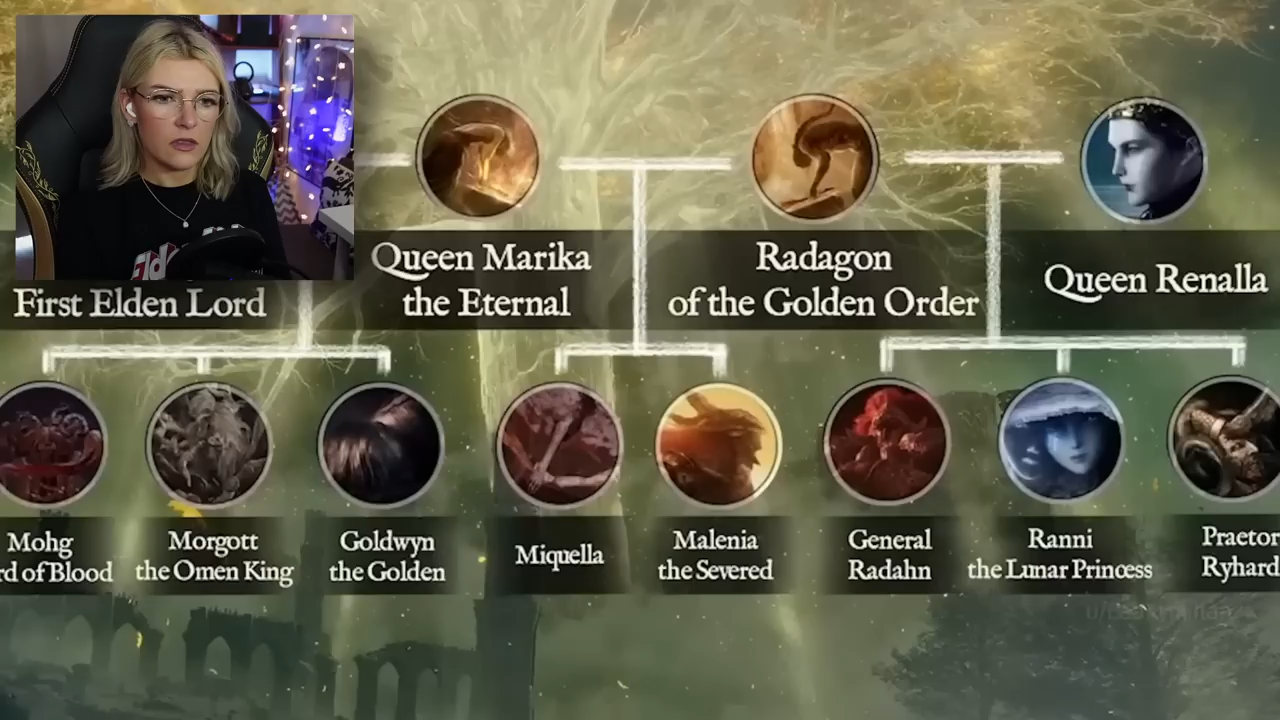 First Elden Lord
Queen Marika
the Eternal
Radagon
of the Golden Order
Queen Renalla
Mohg
rd of Blood
Morgott
the Omen King
Goldwyn
the Golden
Miquella
Malenia
the Severed
General
Radahn
Ranni
the Lunar Princess
Praetor
Ryhard